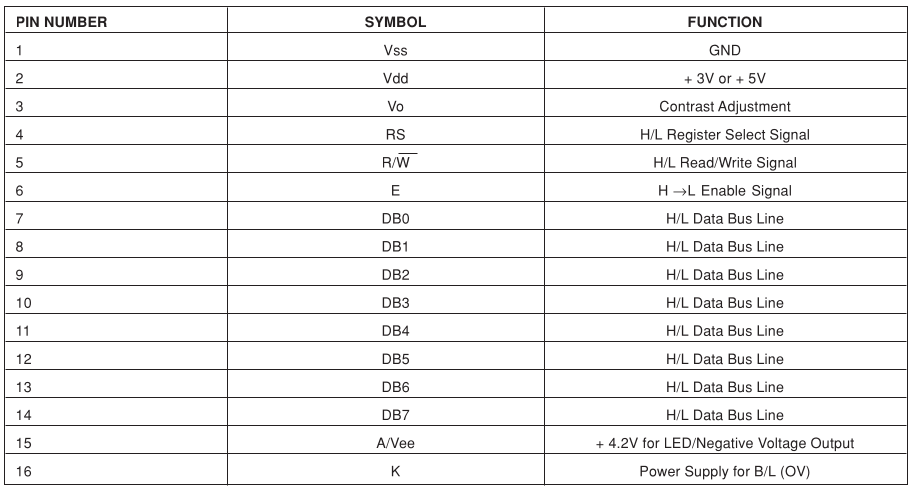 PIN NUMBER SYMBOL FUNCTION
1 Vss GND
2 Vdd + 3V or + 5V
3 Vo Contrast Adjustment
4 RS H/L Register Select Signal
5 R/W̅ H/L Read/Write Signal
6 E H →L Enable Signal
7 DB0 H/L Data Bus Line
8 DB1 H/L Data Bus Line
9 DB2 H/L Data Bus Line
10 DB3 H/L Data Bus Line
11 DB4 H/L Data Bus Line
12 DB5 H/L Data Bus Line
13 DB6 H/L Data Bus Line
14 DB7 H/L Data Bus Line
15 A/Vee + 4.2V for LED/Negative Voltage Output
16 K Power Supply for B/L (OV)